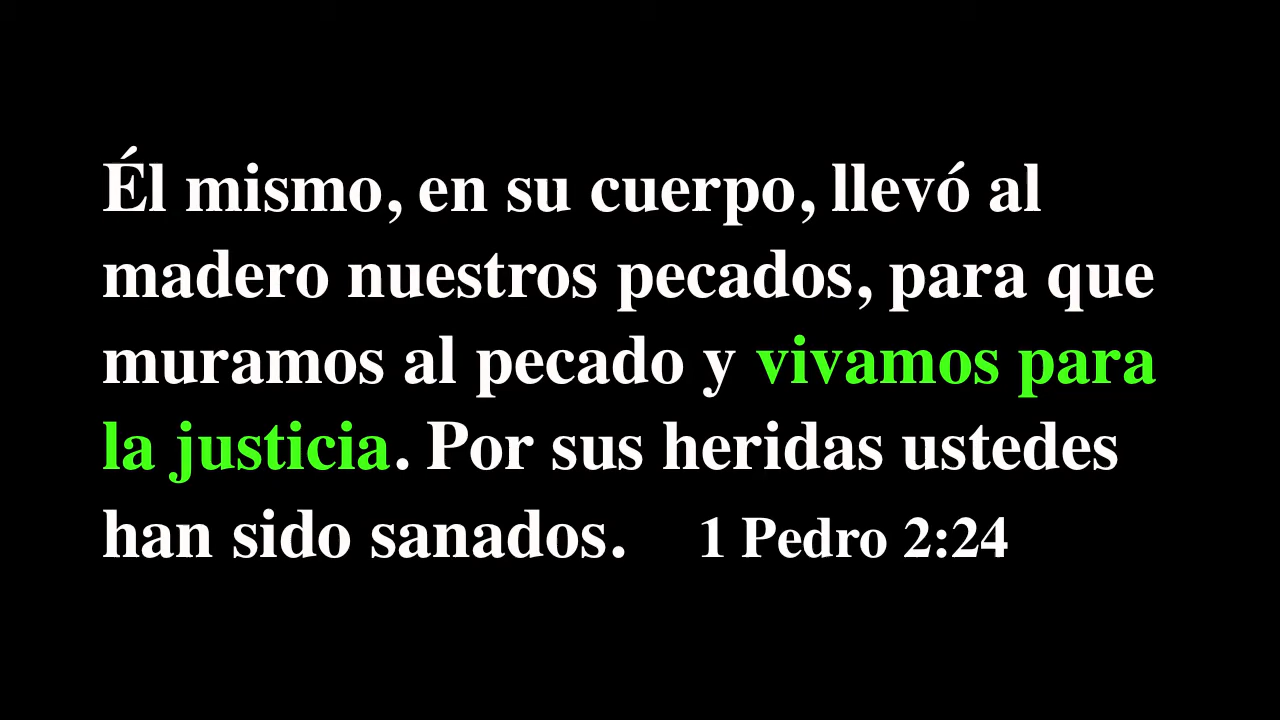 Él mismo, en su cuerpo, llevó al
madero nuestros pecados, para que
muramos al pecado y vivamos para
la justicia. Por sus heridas ustedes
han sido sanados. 1 Pedro 2:24